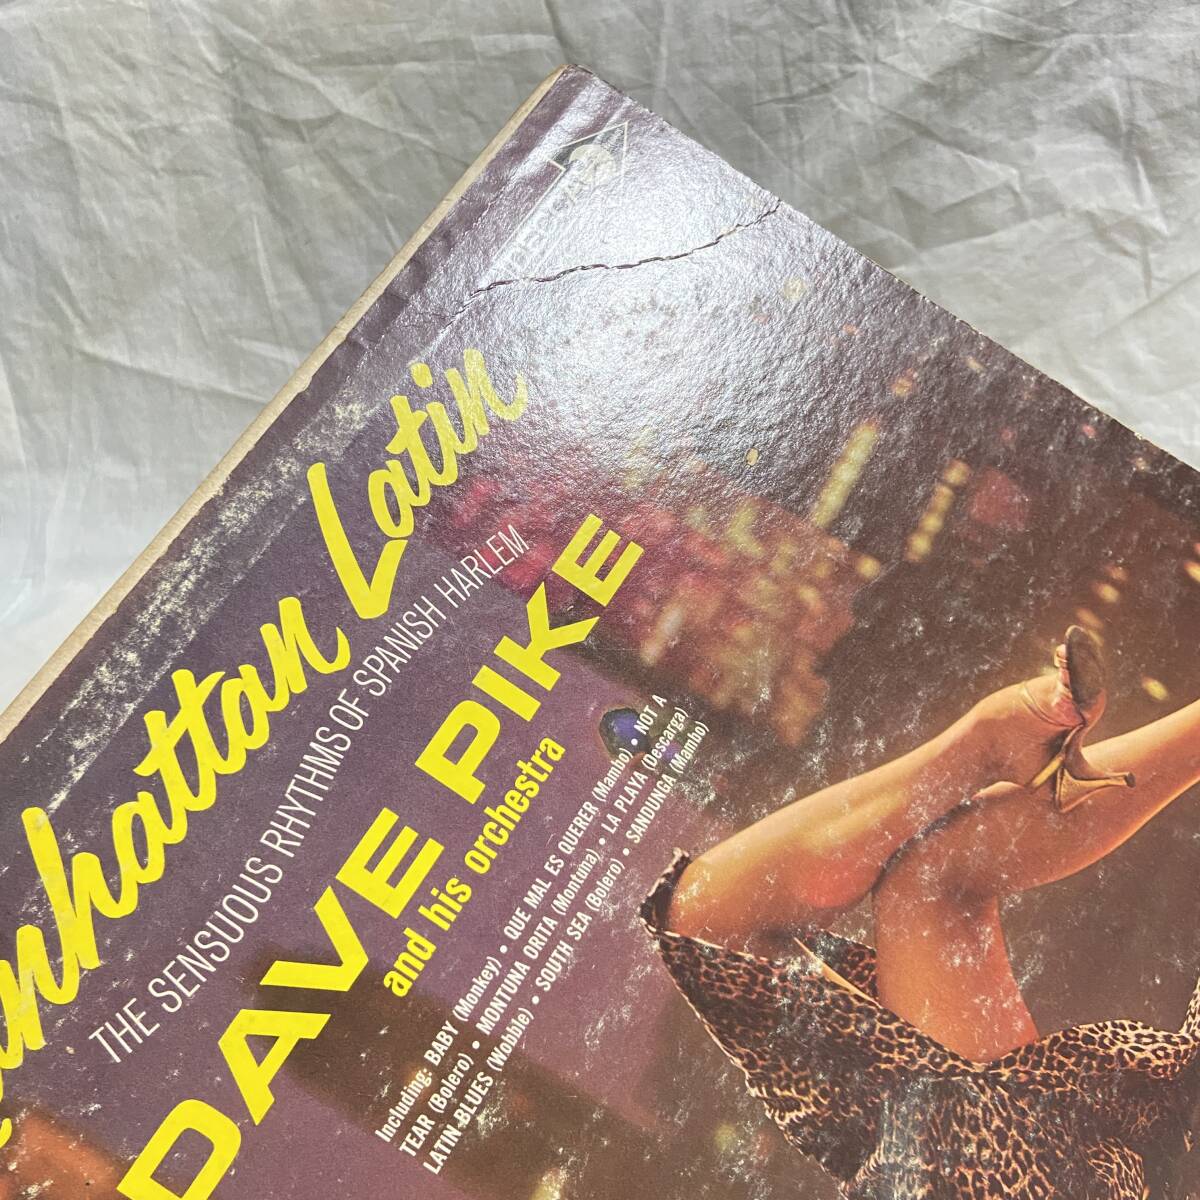 anhattan Latin
THE SENSUOUS RHYTHMS OF SPANISH HARLEM
DAVE PIKE
and his orchestra
Including: BABY (Monkey) • QUE MAL ES QUERER (Mambo) • NOT A
TEAR (Bolero) • MONTUNA ORITA (Montuna) • LA PLAYA (Descarga)
LATIN-BLUES (Wobble) • SOUTH SEA (Bolero) • SANDUNGA (Mambo)